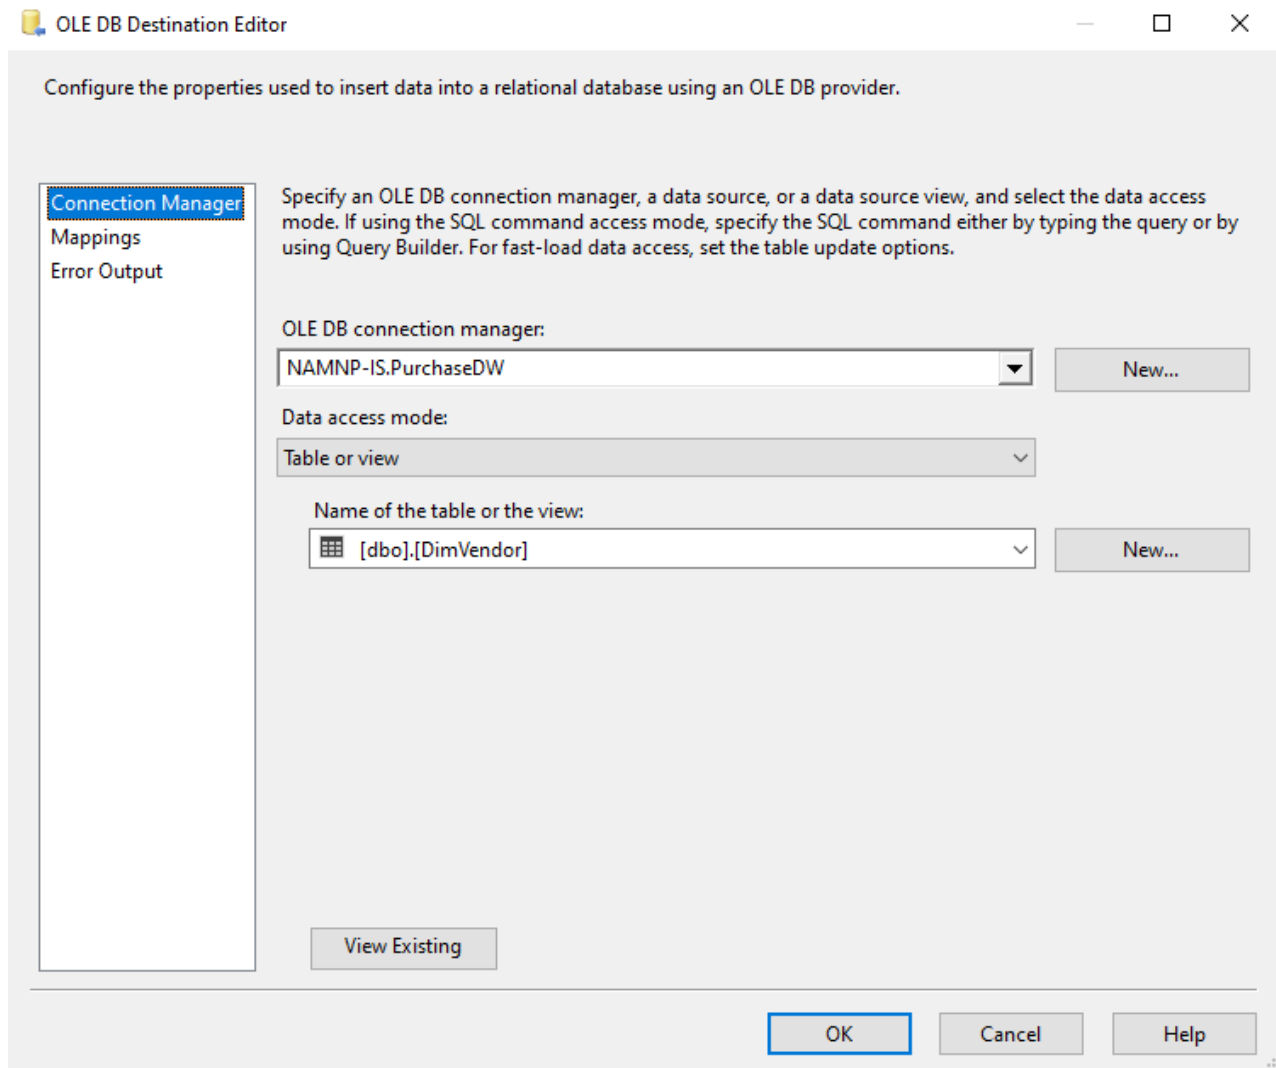 OLE DB Destination Editor
Configure the properties used to insert data into a relational database using an OLE DB provider.
Connection Manager
Mappings
Error Output
Specify an OLE DB connection manager, a data source, or a data source view, and select the data access
mode. If using the SQL command access mode, specify the SQL command either by typing the query or by
using Query Builder. For fast-load data access, set the table update options.
OLE DB connection manager:
NAMNP-IS.PurchaseDW
New...
Data access mode:
Table or view
Name of the table or the view:
[dbo].[DimVendor]
New...
View Existing
OK
Cancel
Help